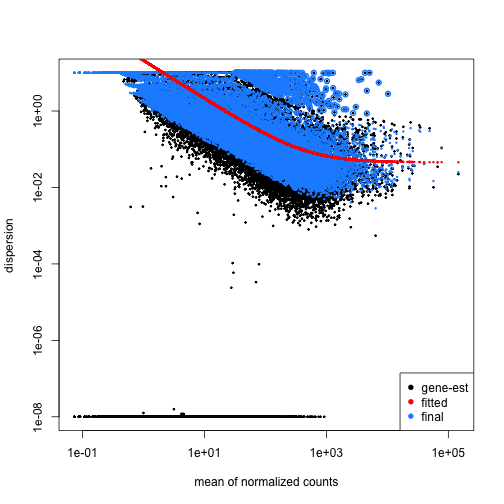 1e+00
1e-02
1e-04
1e-06
1e-08
dispersion
gene-est
fitted
final
1e-01
1e+01
1e+03
1e+05
mean of normalized counts